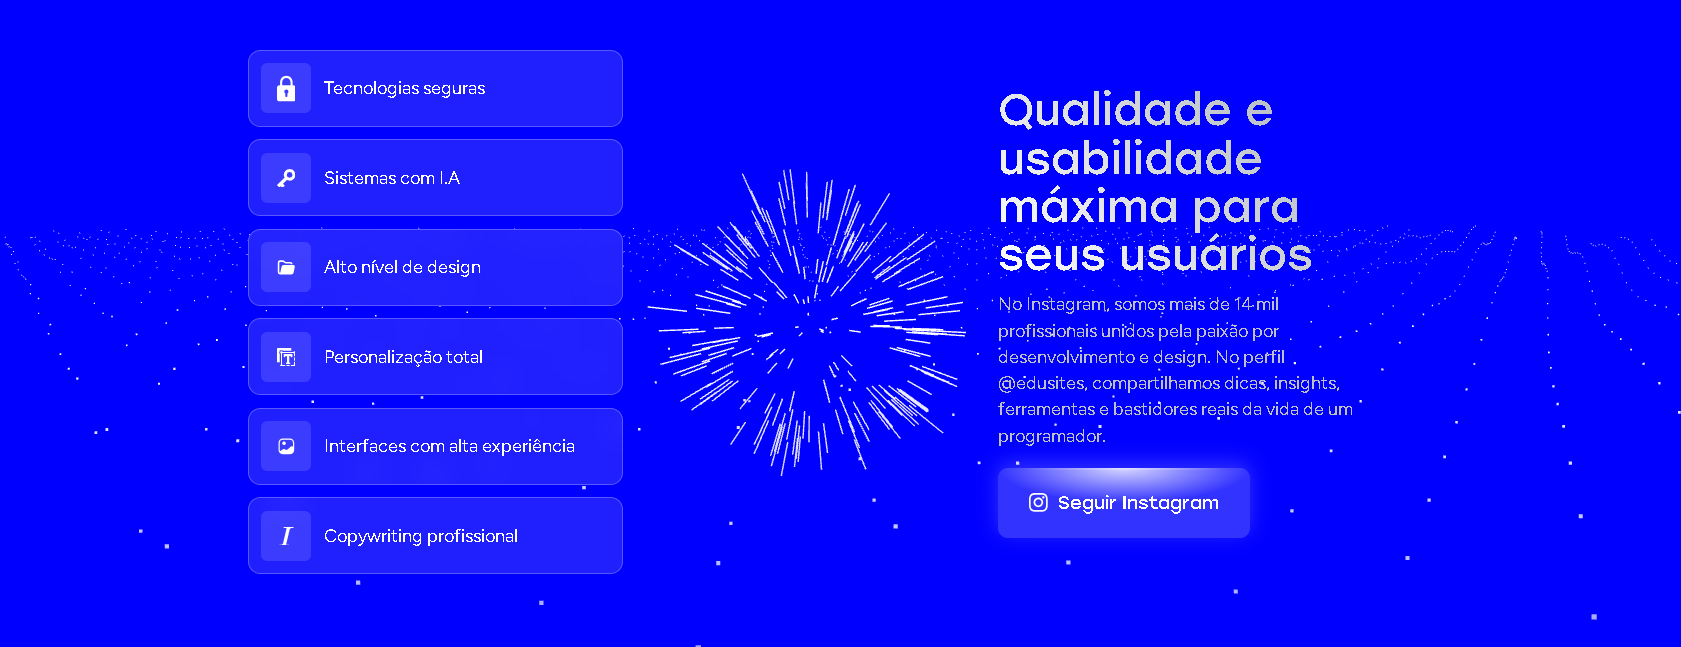 Tecnologias seguras
Sistemas com I.A
Alto nível de design
Personalização total
Interfaces com alta experiência
Copywriting profissional
Qualidade e
usabilidade
máxima para
seus usuários
No Instagram, somos mais de 14 mil
profissionais unidos pela paixão por
desenvolvimento e design. No perfil
@edusites, compartilhamos dicas, insights,
ferramentas e bastidores reais da vida de um
programador.
Seguir Instagram